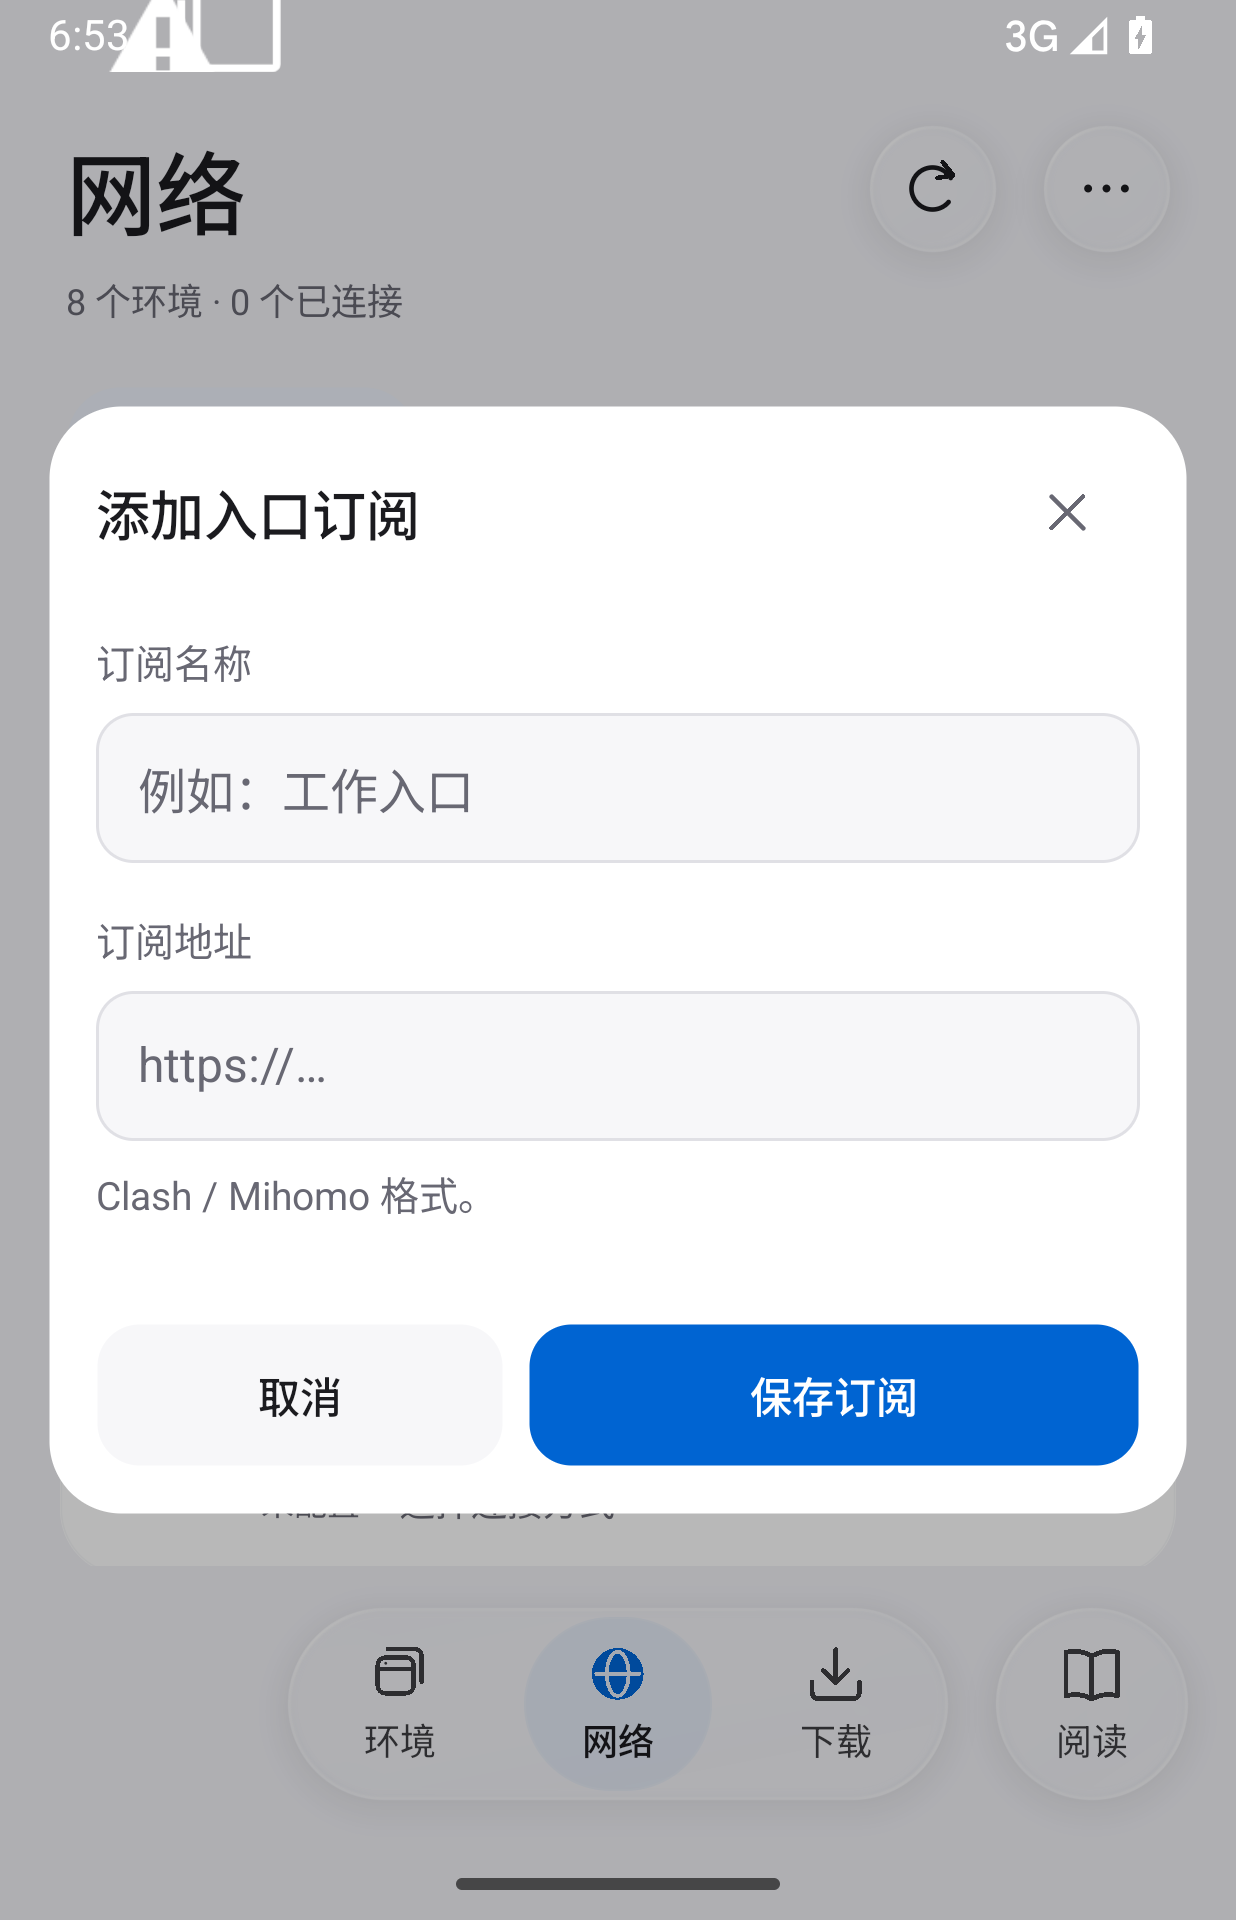 6:53
3G
网络
8 个环境 · 0 个已连接
添加入口订阅
订阅名称
例如：工作入口
订阅地址
https://...
Clash / Mihomo 格式。
取消
保存订阅
环境
网络
下载
阅读